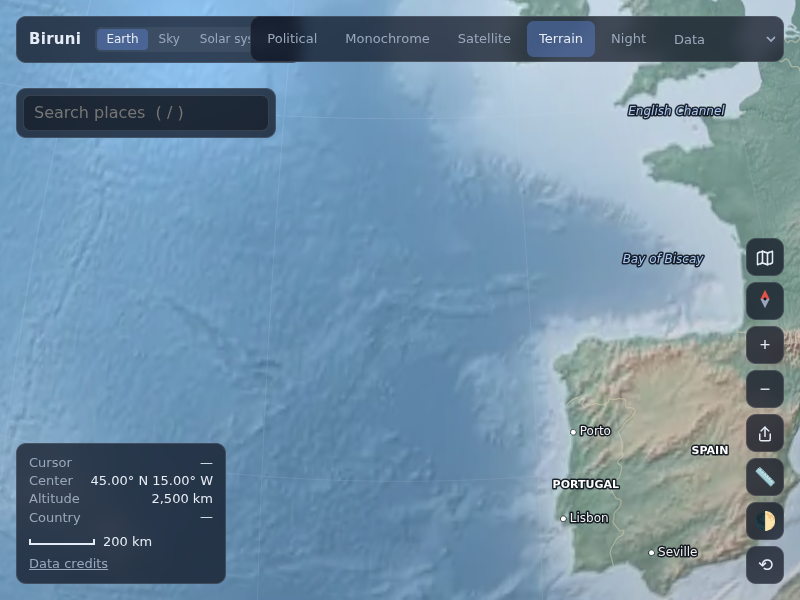 Biruni
Earth
Sky
Solar sys
Political
Monochrome
Satellite
Terrain
Night
Data
Search places ( / )
English Channel
Bay of Biscay
+
−
Porto
SPAIN
PORTUGAL
Lisbon
Seville
Cursor —
Center 45.00° N 15.00° W
Altitude 2,500 km
Country —
200 km
Data credits